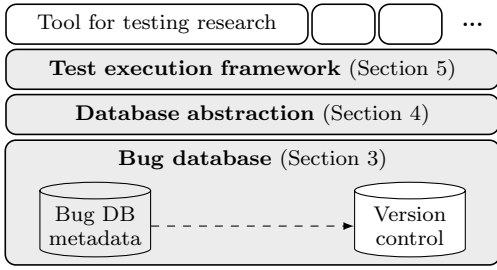 Tool for testing research
...
Test execution framework (Section 5)
Database abstraction (Section 4)
Bug database (Section 3)
Bug DB
metadata
Version
control